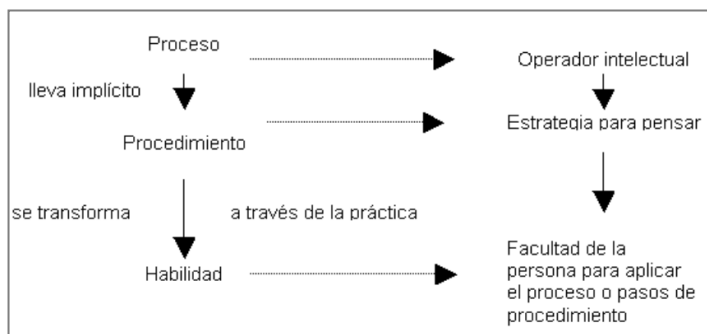 Proceso
Operador intelectual
lleva implícito
Estrategia para pensar
Procedimiento
se transforma
a través de la práctica
Habilidad
Facultad de la
persona para aplicar
el proceso o pasos de
procedimiento